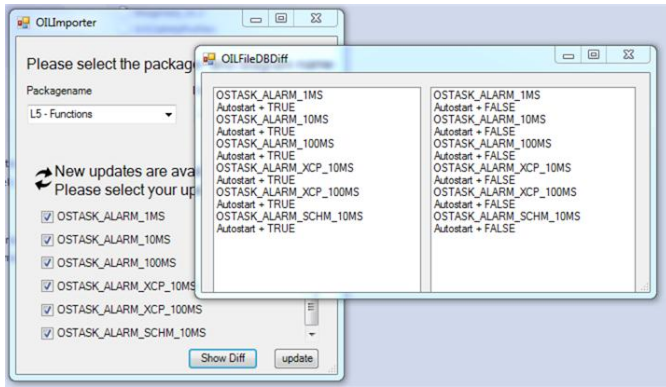 OILImporter
Please select the packag
Packagename
L5 - Functions
New updates are ava
Please select your up
OSTASK_ALARM_1MS
OSTASK_ALARM_10MS
OSTASK_ALARM_100MS
OSTASK_ALARM_XCP_10MS
OSTASK_ALARM_XCP_100MS
OSTASK_ALARM_SCHM_10MS
Show Diff
update
OILFileDBDiff
OSTASK_ALARM_1MS
Autostart + TRUE
OSTASK_ALARM_10MS
Autostart + TRUE
OSTASK_ALARM_100MS
Autostart + TRUE
OSTASK_ALARM_XCP_10MS
Autostart + TRUE
OSTASK_ALARM_XCP_100MS
Autostart + TRUE
OSTASK_ALARM_SCHM_10MS
Autostart + TRUE
OSTASK_ALARM_1MS
Autostart + FALSE
OSTASK_ALARM_10MS
Autostart + FALSE
OSTASK_ALARM_100MS
Autostart + FALSE
OSTASK_ALARM_XCP_10MS
Autostart + FALSE
OSTASK_ALARM_XCP_100MS
Autostart + FALSE
OSTASK_ALARM_SCHM_10MS
Autostart + FALSE